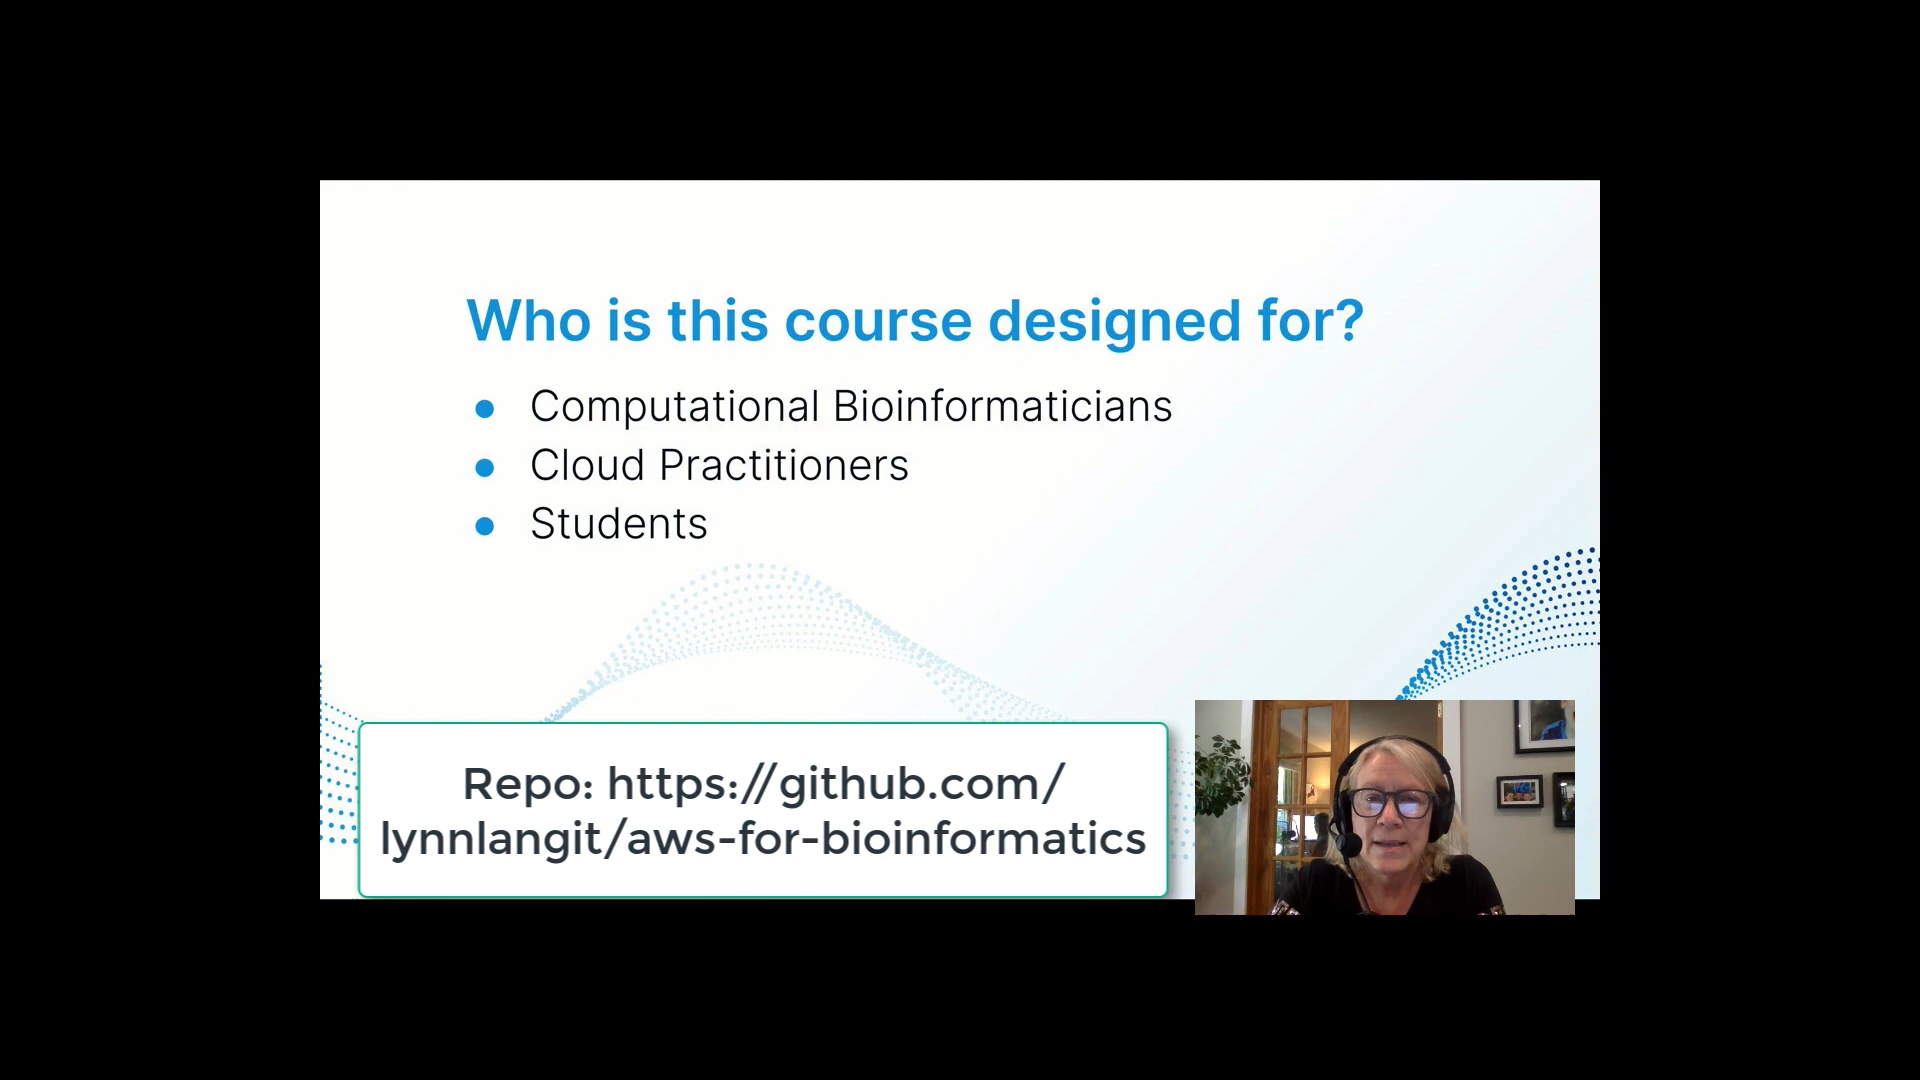 Who is this course designed for?
● Computational Bioinformaticians
● Cloud Practitioners
● Students
Repo: https://github.com/
lynnlangit/aws-for-bioinformatics